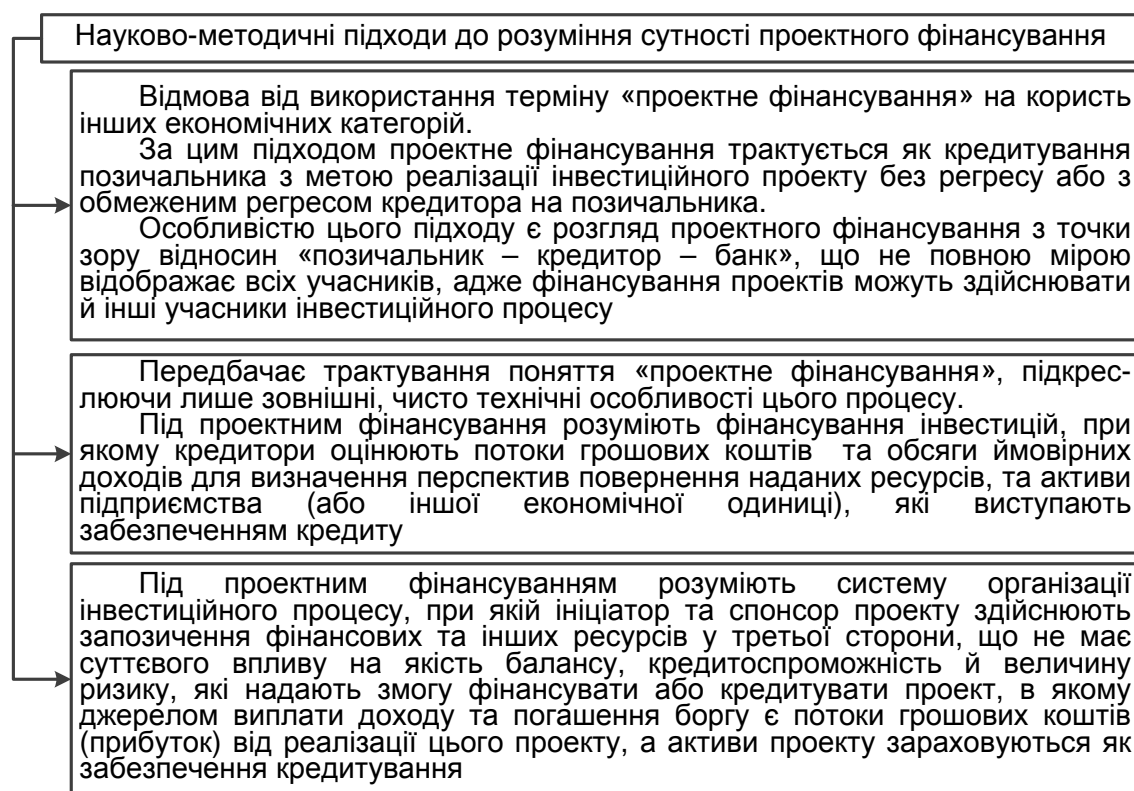 Науково-методичні підходи до розуміння сутності проектного фінансування
Відмова від використання терміну «проектне фінансування» на користь
інших економічних категорій.
За цим підходом проектне фінансування трактується як кредитування
позичальника з метою реалізації інвестиційного проекту без регресу або з
обмеженим регресом кредитора на позичальника.
Особливістю цього підходу є розгляд проектного фінансування з точки
зору відносин «позичальник – кредитор – банк», що не повною мірою
відображає всіх учасників, адже фінансування проектів можуть здійснювати
й інші учасники інвестиційного процесу
Передбачає трактування поняття «проектне фінансування», підкрес-
люючи лише зовнішні, чисто технічні особливості цього процесу.
Під проектним фінансування розуміють фінансування інвестицій, при
якому кредитори оцінюють потоки грошових коштів та обсяги ймовірних
доходів для визначення перспектив повернення наданих ресурсів, та активи
підприємства (або іншої економічної одиниці), які виступають
забезпеченням кредиту
Під проектним фінансуванням розуміють систему організації
інвестиційного процесу, при якій ініціатор та спонсор проекту здійснюють
запозичення фінансових та інших ресурсів у третьої сторони, що не має
суттєвого впливу на якість балансу, кредитоспроможність й величину
ризику, які надають змогу фінансувати або кредитувати проект, в якому
джерелом виплати доходу та погашення боргу є потоки грошових коштів
(прибуток) від реалізації цього проекту, а активи проекту зараховуються як
забезпечення кредитування